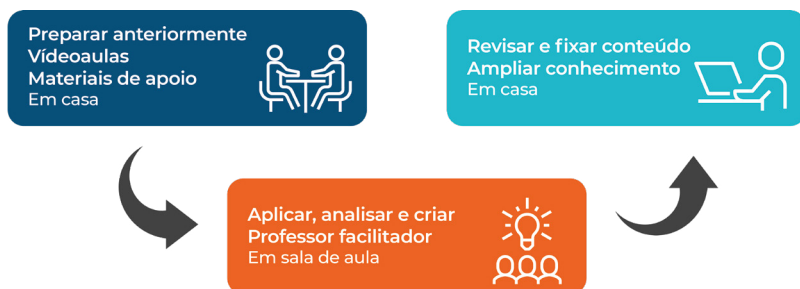 Preparar anteriormente
Vídeoaulas
Materiais de apoio
Em casa
Aplicar, analisar e criar
Professor facilitador
Em sala de aula
Revisar e fixar conteúdo
Ampliar conhecimento
Em casa